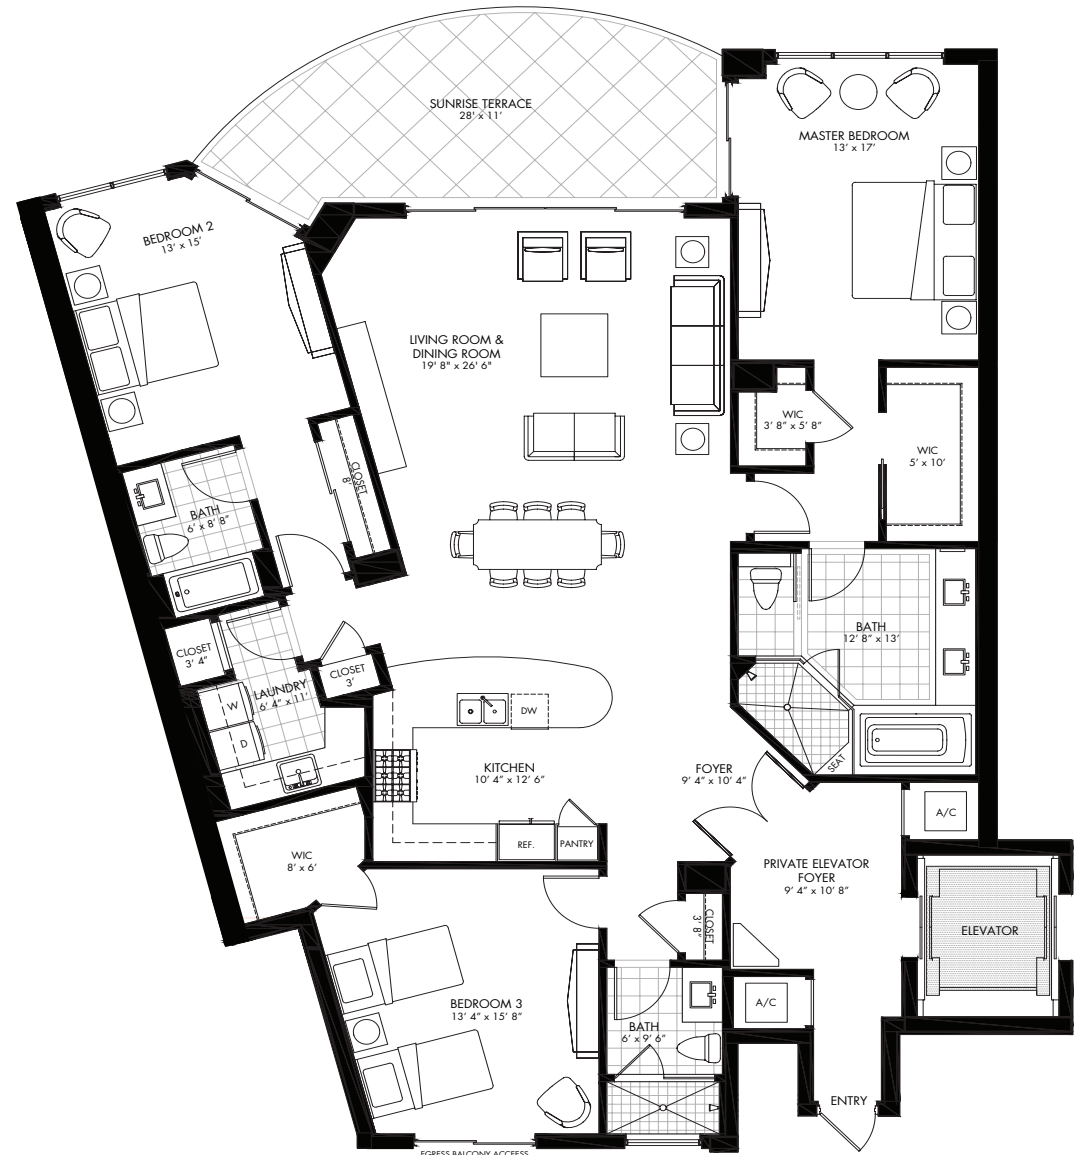 SUNRISE TERRACE
28' x 11'
MASTER BEDROOM
13' x 17'
BEDROOM 2
13' x 15'
LIVING ROOM &
DINING ROOM
19' 8" x 26' 6"
WIC
3' 8" x 5' 8"
WIC
5' x 10'
CLOSET
8'
BATH
6' x 8' 8"
BATH
12' 8" x 13'
CLOSET
3' 4"
CLOSET
3'
LAUNDRY
6' 4" x 11'
W
D
DW
KITCHEN
10' 4" x 12' 6"
FOYER
9' 4" x 10' 4"
SEAT
A/C
REF.
PANTRY
WIC
8' x 6'
PRIVATE ELEVATOR
FOYER
9' 4" x 10' 8"
CLOSET
3' 8"
ELEVATOR
BEDROOM 3
13' 4" x 15' 8"
A/C
BATH
6' x 9' 6"
ENTRY
EGRESS BALCONY ACCESS